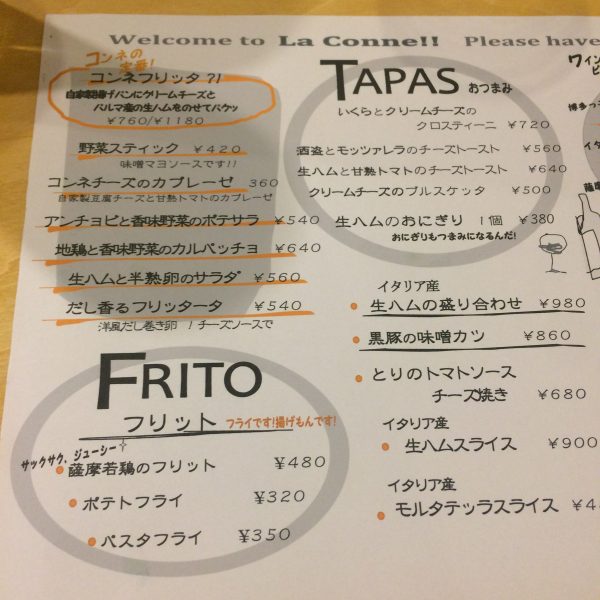 Welcome to La Conne!! Please have
コンネの
定番!
コンネフリッタ ?!
自家製揚げパンにクリームチーズと
パルマ産の生ハムをのせてパクッ
¥760/¥1180
野菜スティック ¥420
味噌マヨソースです!!
コンネチーズのカプレーゼ 360
自家製豆腐チーズと甘熟トマトのカプレーゼ
アンチョビと香味野菜のポテサラ ¥540
地鶏と香味野菜のカルパッチョ ¥640
生ハムと半熟卵のサラダ ¥560
だし香るフリッタータ ¥540
洋風だし巻き卵 !チーズソースで
FRITO
フリット フライです!揚げもんです!
サックサク、ジューシー
薩摩若鶏のフリット ¥480
ポテトフライ ¥320
パスタフライ ¥350
TAPAS おつまみ
いくらとクリームチーズの
クロスティーニ ¥720
酒盗とモッツァレラのチーズトースト ¥560
生ハムと甘熟トマトのチーズトースト ¥640
クリームチーズのブルスケッタ ¥500
生ハムのおにぎり 1個 ¥380
おにぎりもつまみになるんだ!
イタリア産
生ハムの盛り合わせ ¥980
黒豚の味噌カツ ¥860
とりのトマトソース
チーズ焼き ¥680
イタリア産
生ハムスライス ¥900
イタリア産
モルタテッラスライス ¥4
ワイン
ビ
博多っ
イタ
薩